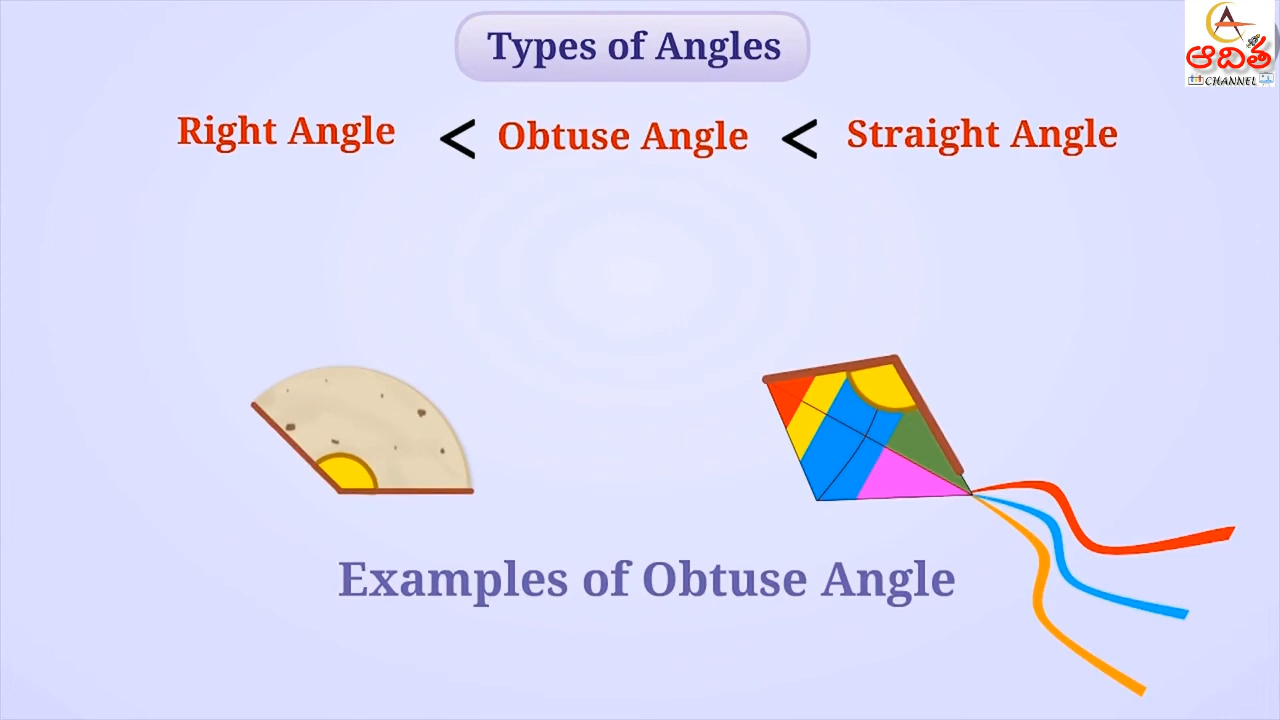 Types of Angles
ఆదిత్య
CHANNEL
Right Angle < Obtuse Angle < Straight Angle
Examples of Obtuse Angle